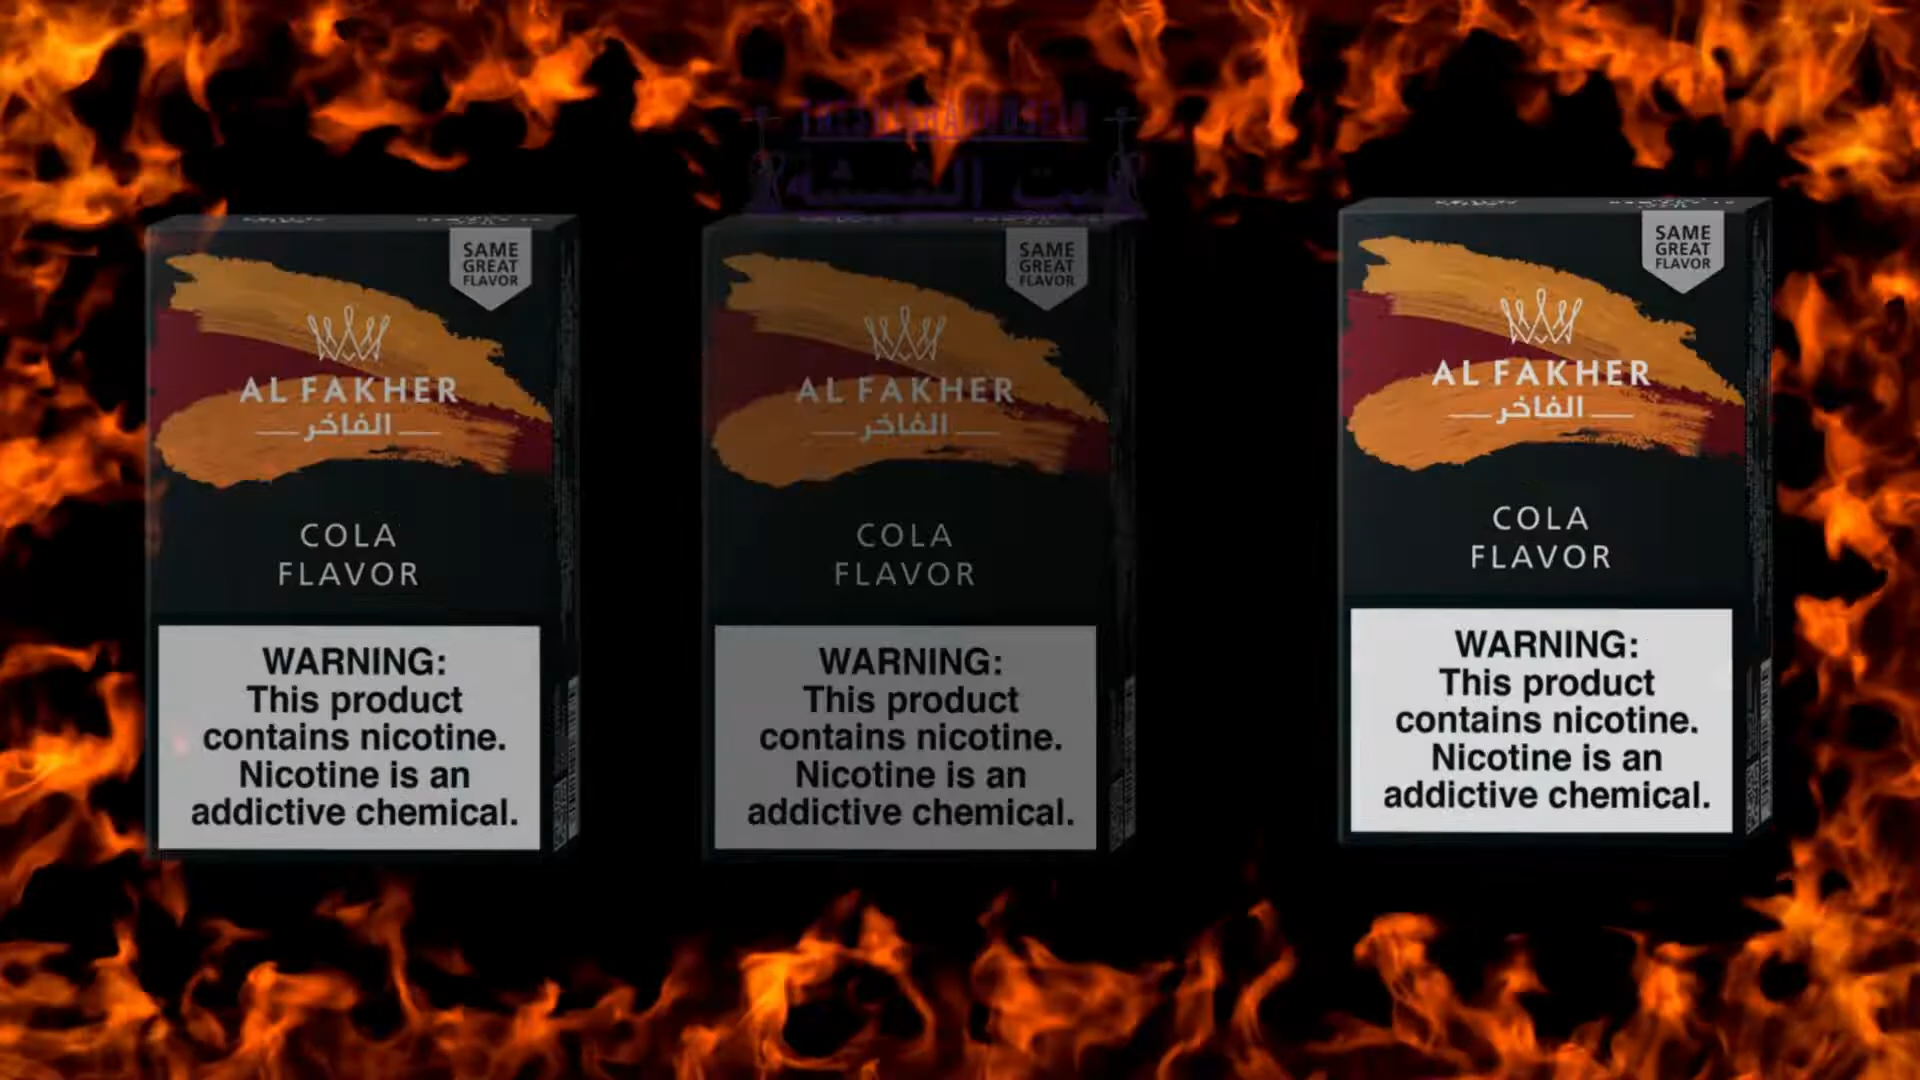 بيت الشيشة
SAME
GREAT
FLAVOR
AL FAKHER
الفاخر
COLA
FLAVOR
WARNING:
This product
contains nicotine.
Nicotine is an
addictive chemical.
SAME
GREAT
FLAVOR
AL FAKHER
الفاخر
COLA
FLAVOR
WARNING:
This product
contains nicotine.
Nicotine is an
addictive chemical.
SAME
GREAT
FLAVOR
AL FAKHER
الفاخر
COLA
FLAVOR
WARNING:
This product
contains nicotine.
Nicotine is an
addictive chemical.